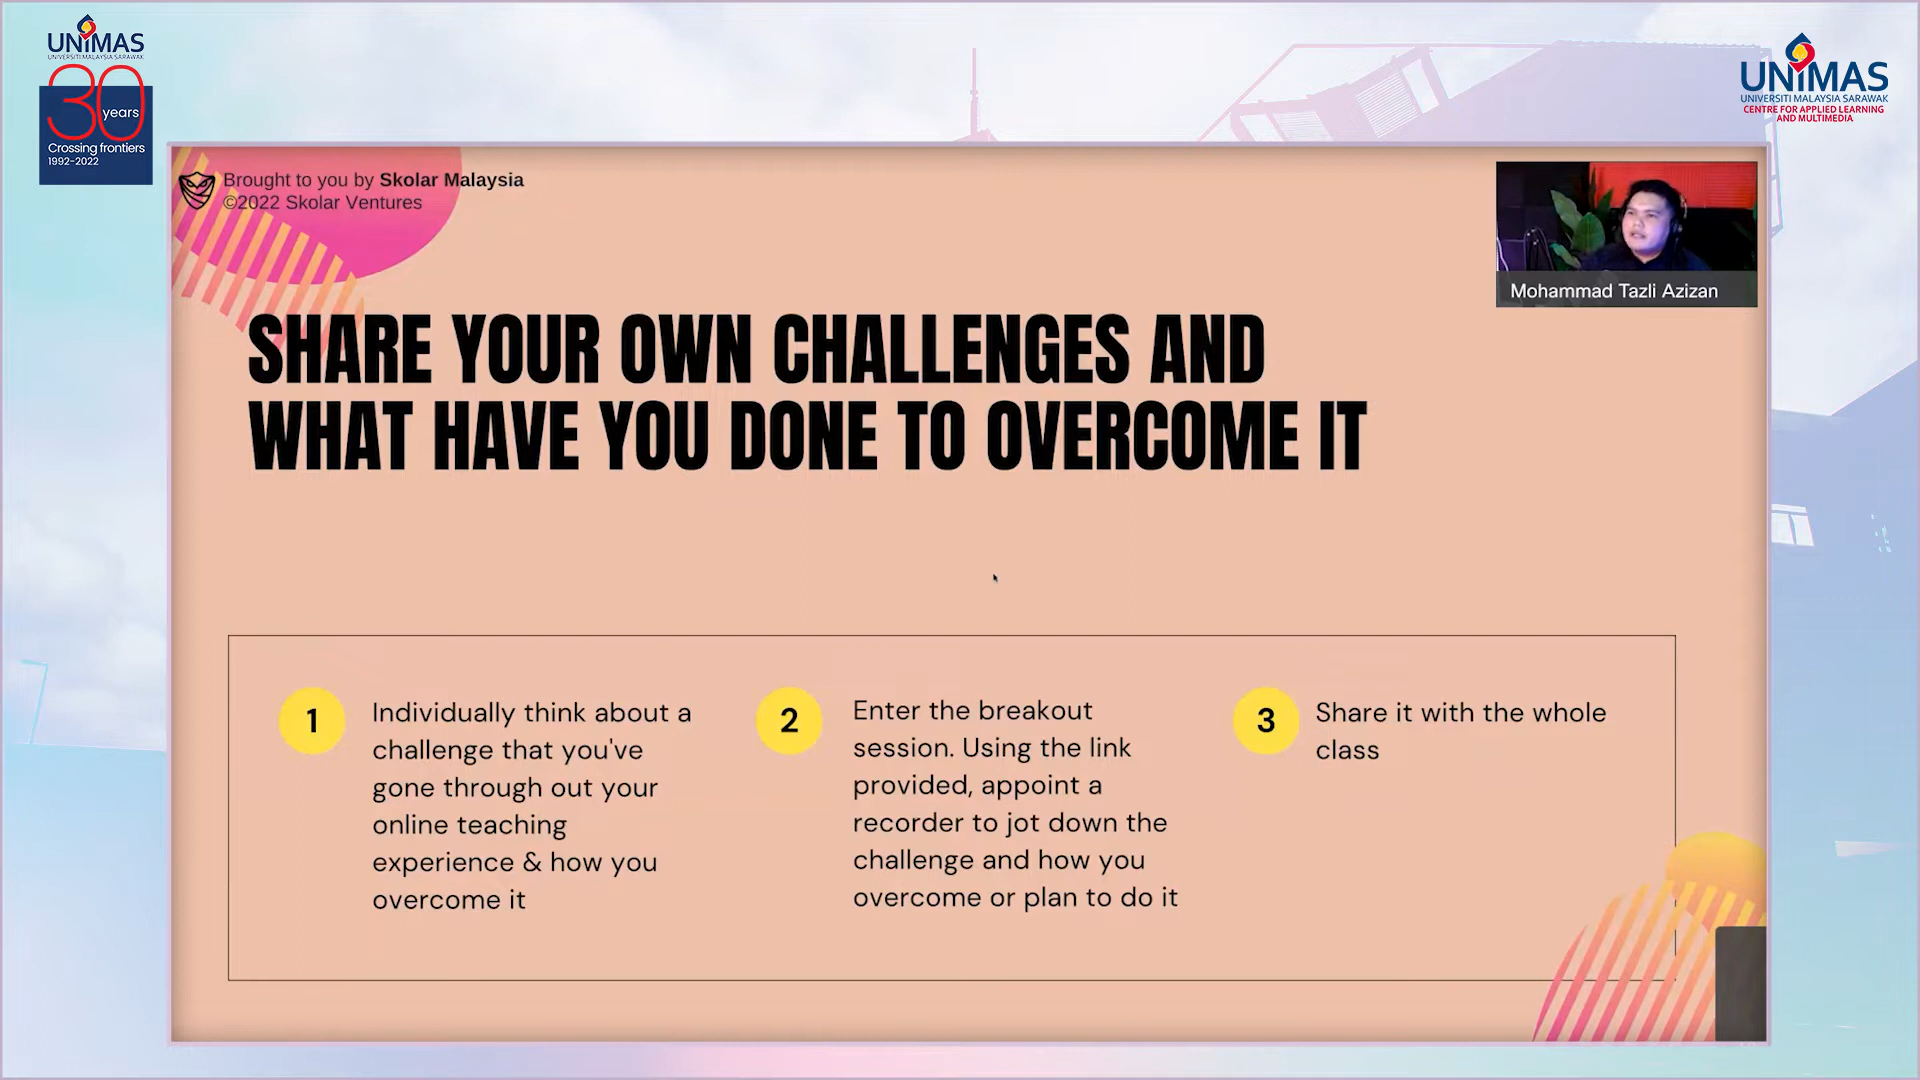 UNIMAS
UNIVERSITI MALAYSIA SARAWAK
30
years
Crossing frontiers
1992-2022
UNIMAS
UNIVERSITI MALAYSIA SARAWAK
CENTRE FOR APPLIED LEARNING
AND MULTIMEDIA
Brought to you by Skolar Malaysia
©2022 Skolar Ventures
Mohammad Tazli Azizan
SHARE YOUR OWN CHALLENGES AND
WHAT HAVE YOU DONE TO OVERCOME IT
1
Individually think about a
challenge that you've
gone through out your
online teaching
experience & how you
overcome it
2
Enter the breakout
session. Using the link
provided, appoint a
recorder to jot down the
challenge and how you
overcome or plan to do it
3
Share it with the whole
class